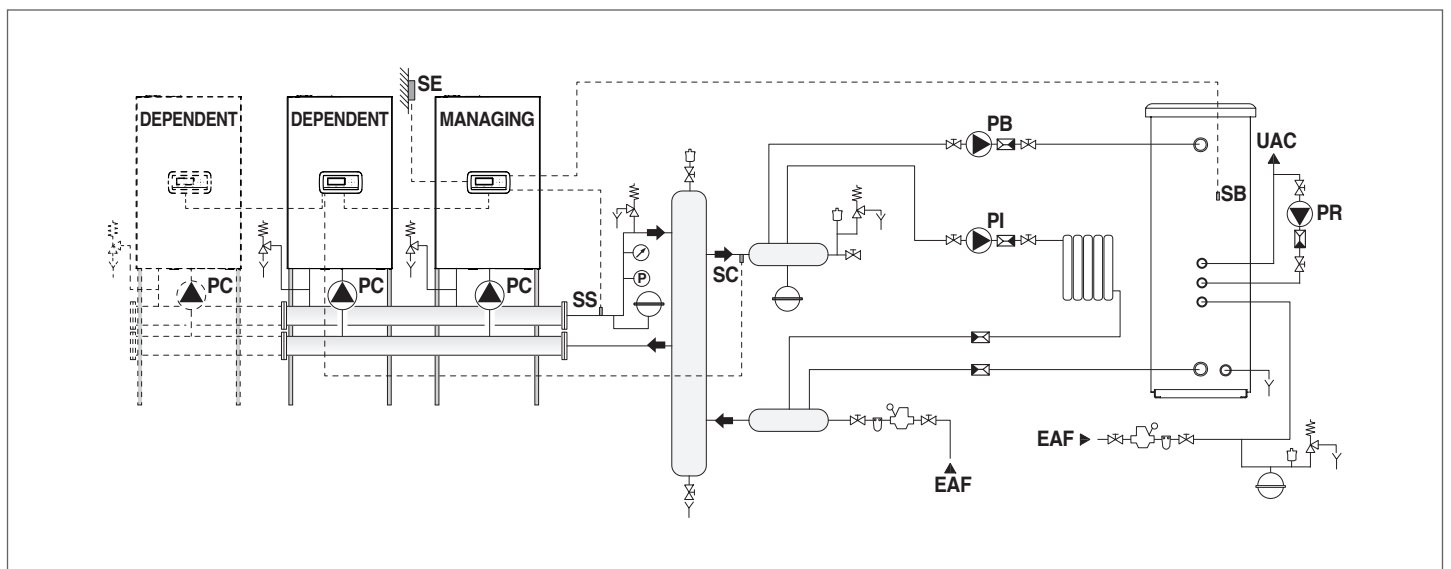 SE
DEPENDENT
DEPENDENT
MANAGING
PB
UAC
SB
PR
PI
SC
PC
PC
PC
SS
P
EAF
EAF